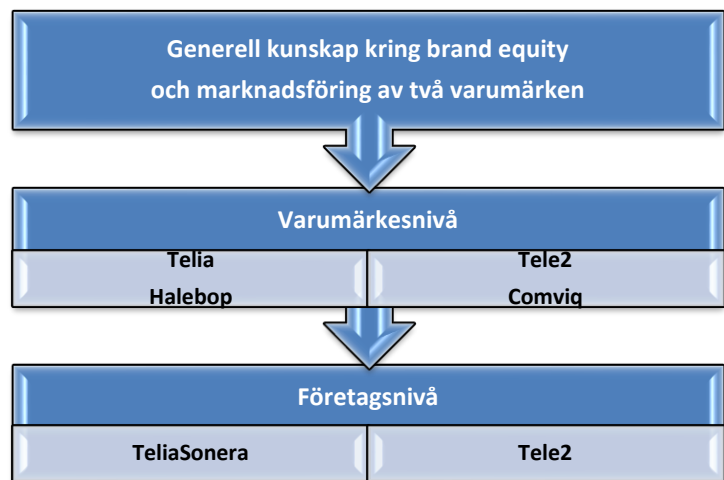 Generell kunskap kring brand equity
och marknadsföring av två varumärken
Varumärkesnivå
Telia
Halebop
Tele2
Comviq
Företagsnivå
TeliaSonera
Tele2